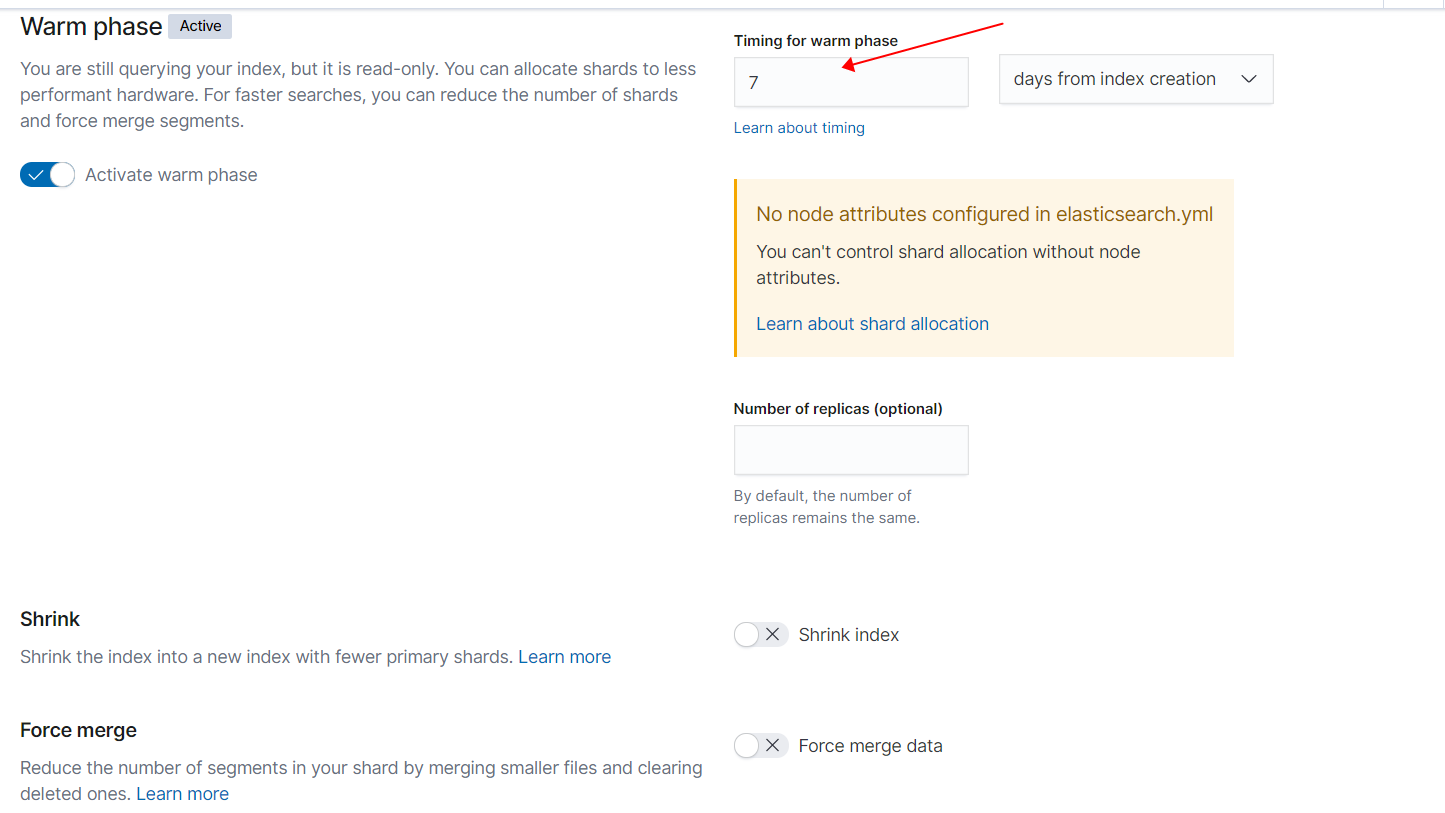 Warm phase Active
You are still querying your index, but it is read-only. You can allocate shards to less
performant hardware. For faster searches, you can reduce the number of shards
and force merge segments.
Activate warm phase
Timing for warm phase
7
days from index creation
Learn about timing
No node attributes configured in elasticsearch.yml
You can't control shard allocation without node
attributes.
Learn about shard allocation
Number of replicas (optional)
By default, the number of
replicas remains the same.
Shrink
Shrink the index into a new index with fewer primary shards. Learn more
Shrink index
Force merge
Reduce the number of segments in your shard by merging smaller files and clearing
deleted ones. Learn more
Force merge data